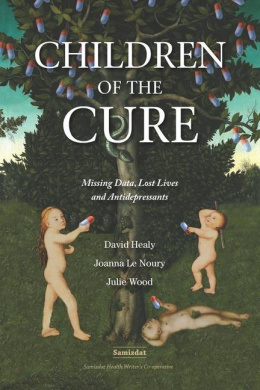 CHILDREN
OF THE
CURE
Missing Data, Lost Lives
and Antidepressants
David Healy
Joanna Le Noury
Julie Wood
Samizdat
Samizdat Health Writer's Co-operative